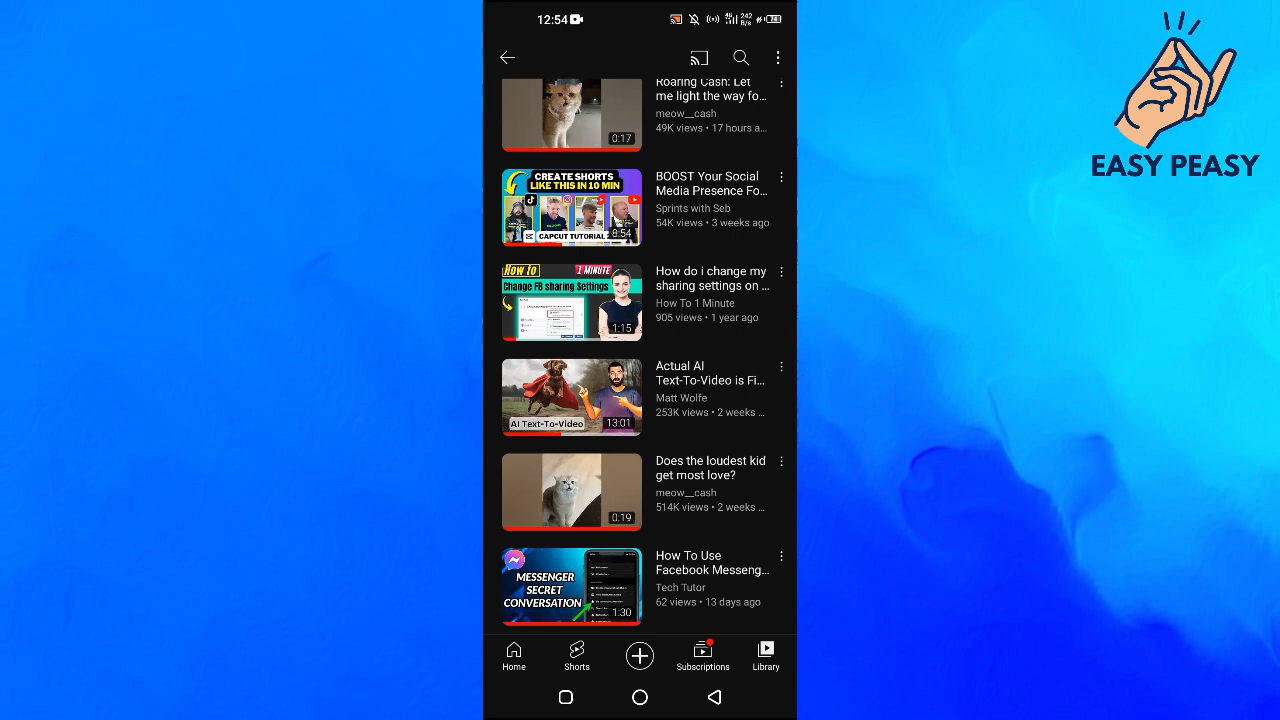 12:54
242
B/s
74
EASY PEASY
Roaring Cash: Let
me light the way fo...
meow__cash
49K views • 17 hours a...
0:17
CREATE SHORTS
LIKE THIS IN 10 MIN
CAPCUT TUTORIAL
8:54
BOOST Your Social
Media Presence Fo...
Sprints with Seb
54K views • 3 weeks ago
How to
1 MINUTE
Change FB sharing Settings
1:15
How do i change my
sharing settings on ...
How To 1 Minute
905 views • 1 year ago
AI Text-To-Video
13:01
Actual AI
Text-To-Video is Fi...
Matt Wolfe
253K views • 2 weeks ...
0:19
Does the loudest kid
get most love?
meow__cash
514K views • 2 weeks ...
MESSENGER
SECRET
CONVERSATION
1:30
How To Use
Facebook Messeng...
Tech Tutor
62 views • 13 days ago
Home
Shorts
Subscriptions
Library